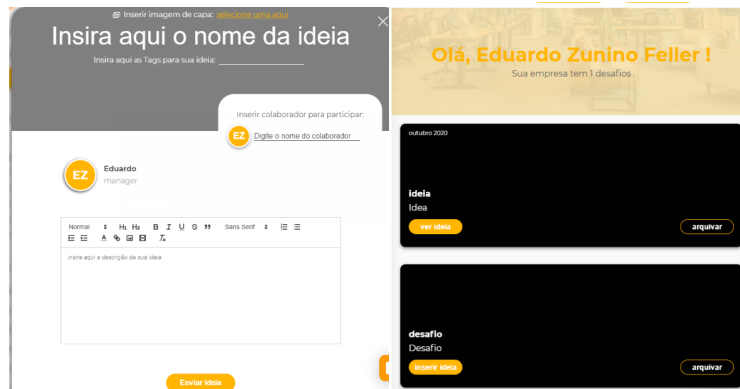 Inserir imagem de capa: selecione uma aqui
Insira aqui o nome da ideia
Insira aqui as Tags para sua ideia:
Inserir colaborador para participar:
EZ Digite o nome do colaborador
EZ
Eduardo
manager
Normal H1 H2 B I U S " Sans Serif
A Tx
insira aqui a descrição da sua ideia
Enviar ideia
Olá, Eduardo Zunino Feller !
Sua empresa tem 1 desafios
outubro 2020
ideia
Idea
ver ideia arquivar
desafio
Desafio
inserir ideia arquivar